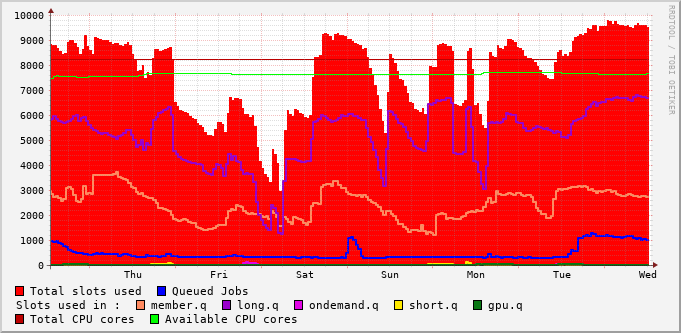 10000
9000
8000
7000
6000
5000
4000
3000
2000
1000
0
Thu Fri Sat Sun Mon Tue Wed
RRDTOOL / TOBI OETIKER
Total slots used Queued Jobs
Slots used in : member.q long.q ondemand.q short.q gpu.q
Total CPU cores Available CPU cores